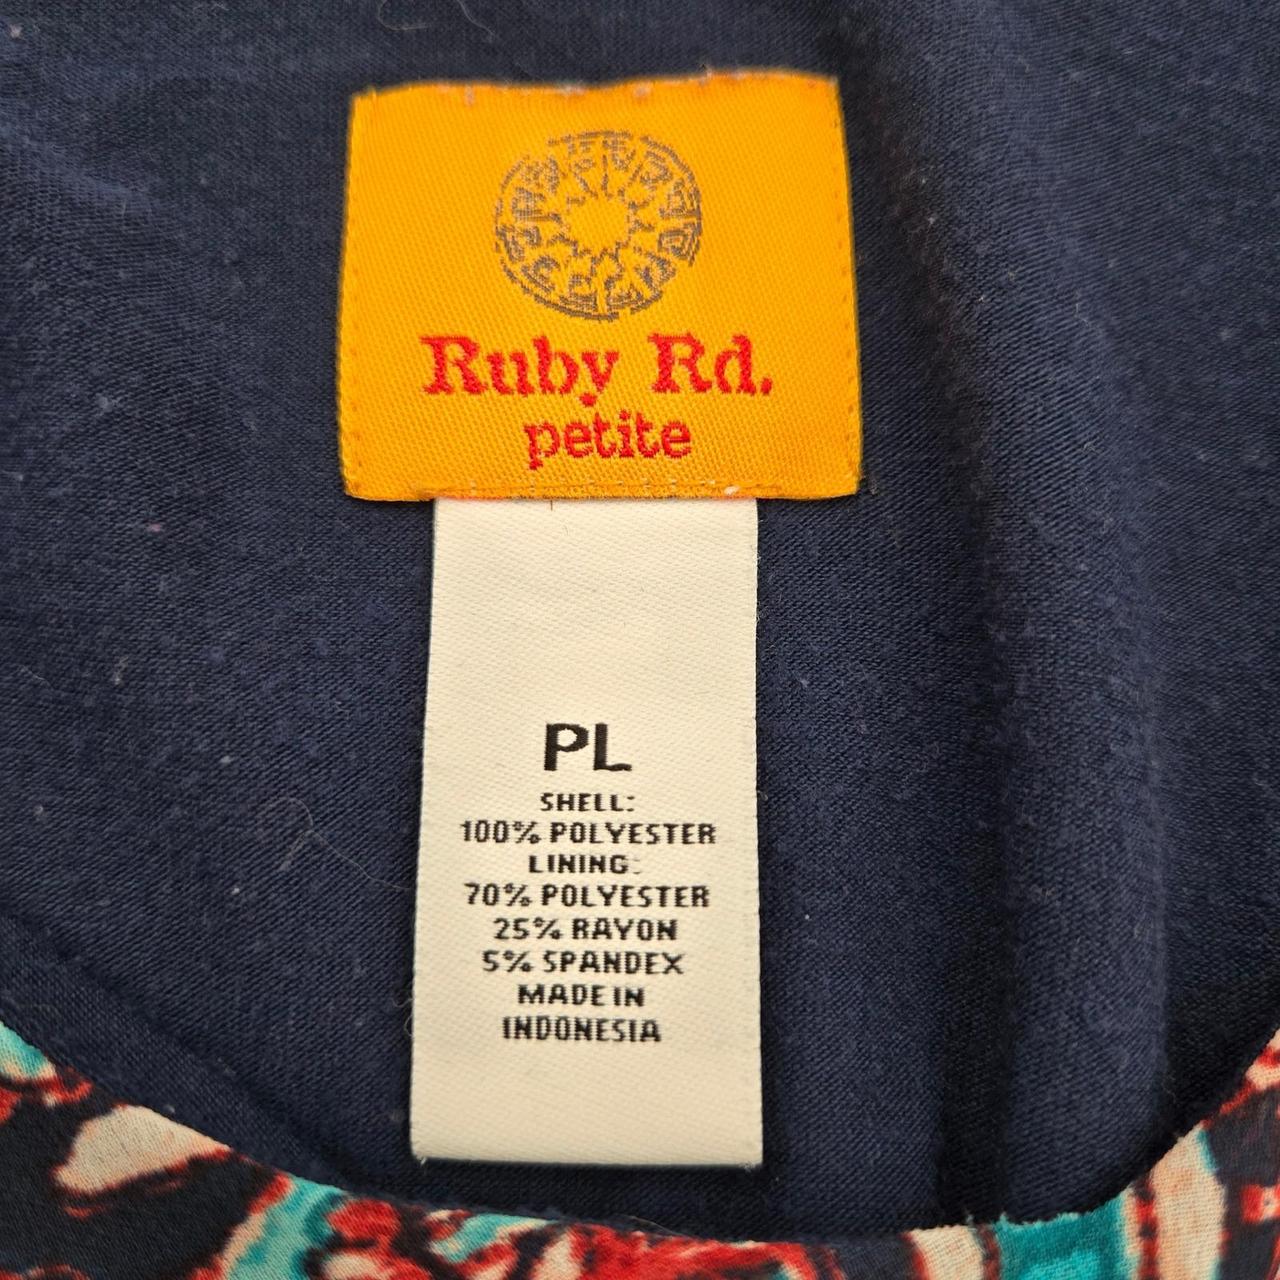 Ruby Rd.
petite
PL
SHELL:
100% POLYESTER
LINING:
70% POLYESTER
25% RAYON
5% SPANDEX
MADE IN
INDONESIA